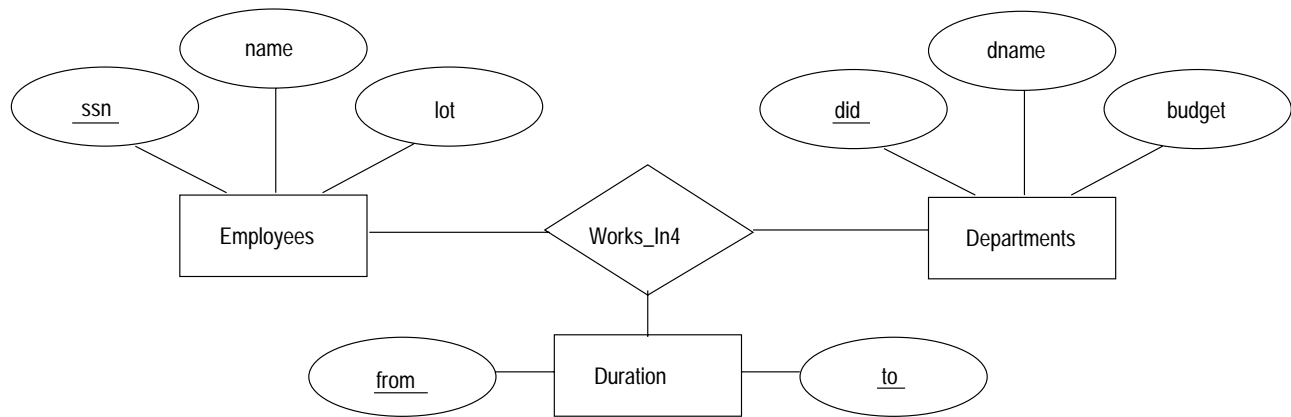 name
dname
ssn
lot
did
budget
Employees
Works_In4
Departments
from
Duration
to